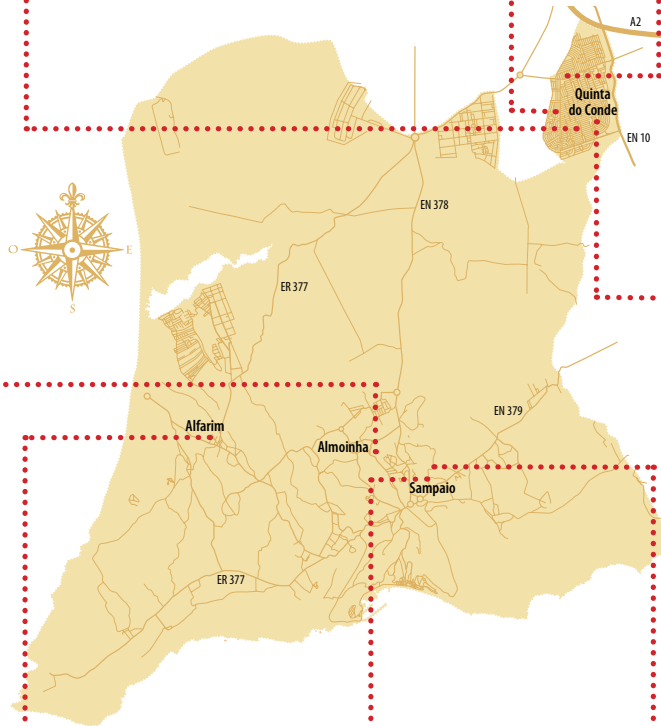 A2
Quinta
do Conde
EN 10
EN 378
O
E
S
ER 377
EN 379
Alfarim
Almoinha
Sampaio
ER 377